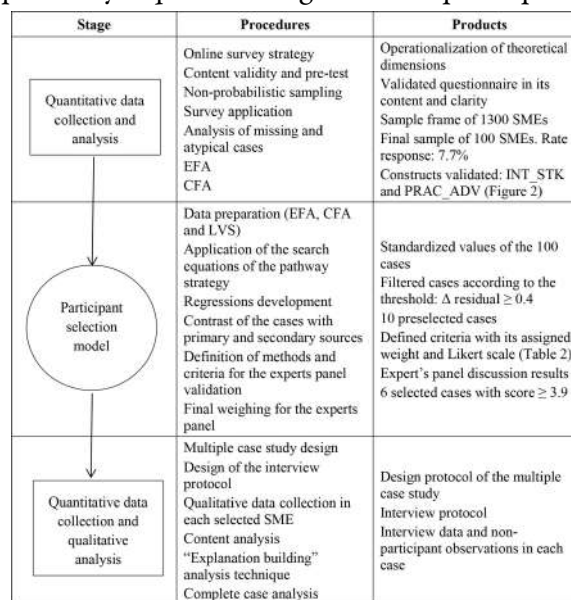 Stage
Procedures
Products
Quantitative data
collection and
analysis
Online survey strategy
Content validity and pre-test
Non-probabilistic sampling
Survey application
Analysis of missing and
atypical cases
EFA
CFA
Operationalization of theoretical
dimensions
Validated questionnaire in its
content and clarity
Sample frame of 1300 SMEs
Final sample of 100 SMEs. Rate
response: 7.7%
Constructs validated: INT_STK
and PRAC_ADV (Figure 2)
Participant
selection
model
Data preparation (EFA, CFA
and LVS)
Application of the search
equations of the pathway
strategy
Regressions development
Contrast of the cases with
primary and secondary sources
Definition of methods and
criteria for the experts panel
validation
Final weighing for the experts
panel
Standardized values of the 100
cases
Filtered cases according to the
threshold: Δ residual ≥ 0.4
10 preselected cases
Defined criteria with its assigned
weight and Likert scale (Table 2)
Expert's panel discussion results
6 selected cases with score ≥ 3.9
Quantitative data
collection and
qualitative
analysis
Multiple case study design
Design of the interview
protocol
Qualitative data collection in
each selected SME
Content analysis
"Explanation building"
analysis technique
Complete case analysis
Design protocol of the multiple
case study
Interview protocol
Interview data and non-
participant observations in each
case